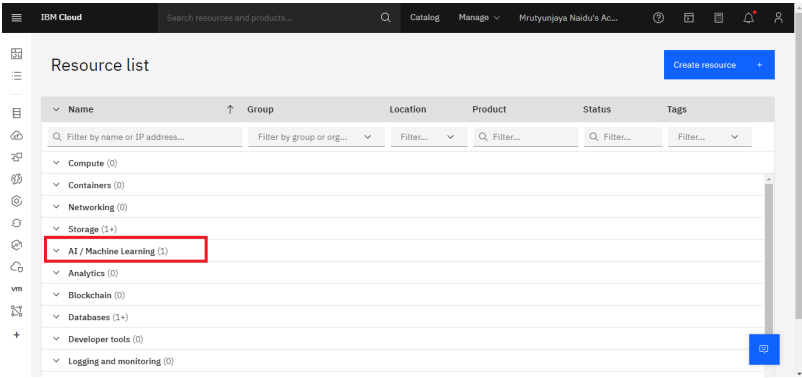 IBM Cloud Search resources and products... Catalog Manage Mrutyunjaya Naidu's Ac...
Resource list
Create resource +
Name Group Location Product Status Tags
Filter by name or IP address... Filter by group or org... Filter... Filter... Filter... Filter...
Compute (0)
Containers (0)
Networking (0)
Storage (1+)
AI / Machine Learning (1)
Analytics (0)
Blockchain (0)
vm
Databases (1+)
Developer tools (0)
Logging and monitoring (0)